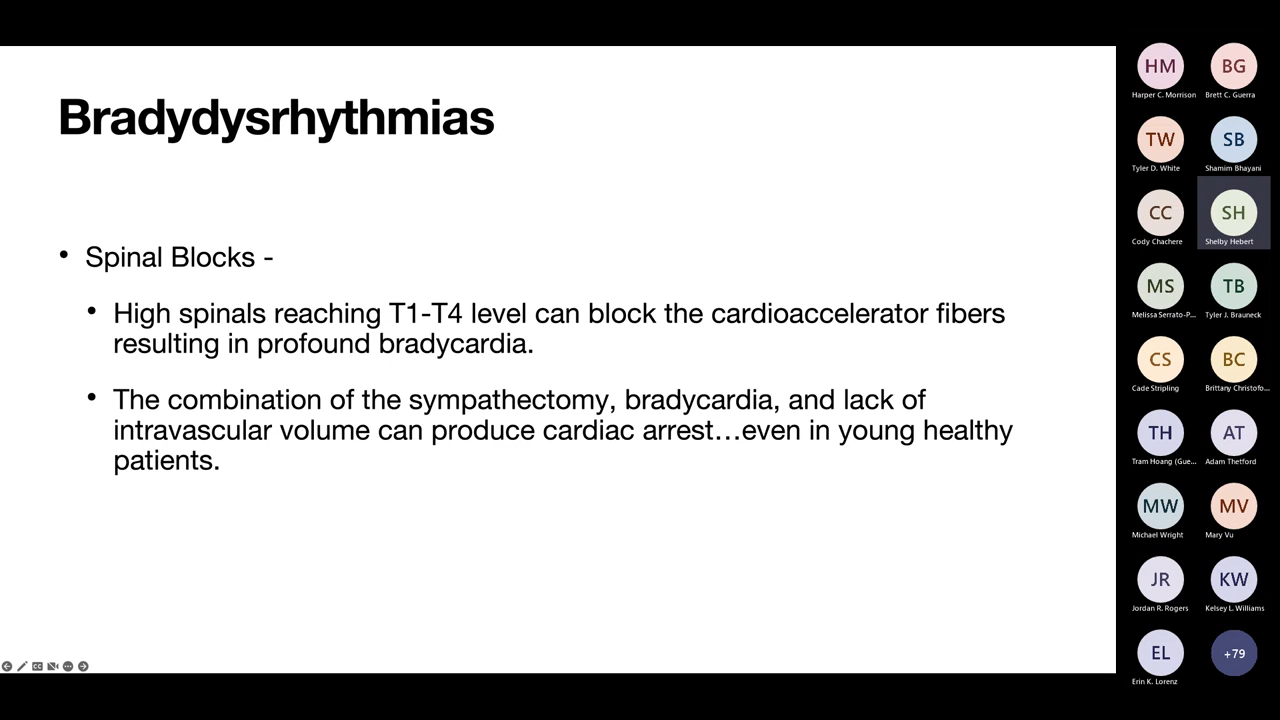 Bradydysrhythmias
• Spinal Blocks -
• High spinals reaching T1-T4 level can block the cardioaccelerator fibers
resulting in profound bradycardia.
• The combination of the sympathectomy, bradycardia, and lack of
intravascular volume can produce cardiac arrest…even in young healthy
patients.
HM
Harper C. Morrison
BG
Brett C. Guerra
TW
Tyler D. White
SB
Shamim Bhayani
CC
Cody Chachere
SH
Shelby Hebert
MS
Melissa Serrato-P...
TB
Tyler J. Brauneck
CS
Cade Stripling
BC
Brittany Christofo...
TH
Tram Hoang (Gue...
AT
Adam Thetford
MW
Michael Wright
MV
Mary Vu
JR
Jordan R. Rogers
KW
Kelsey L. Williams
EL
Erin K. Lorenz
+79